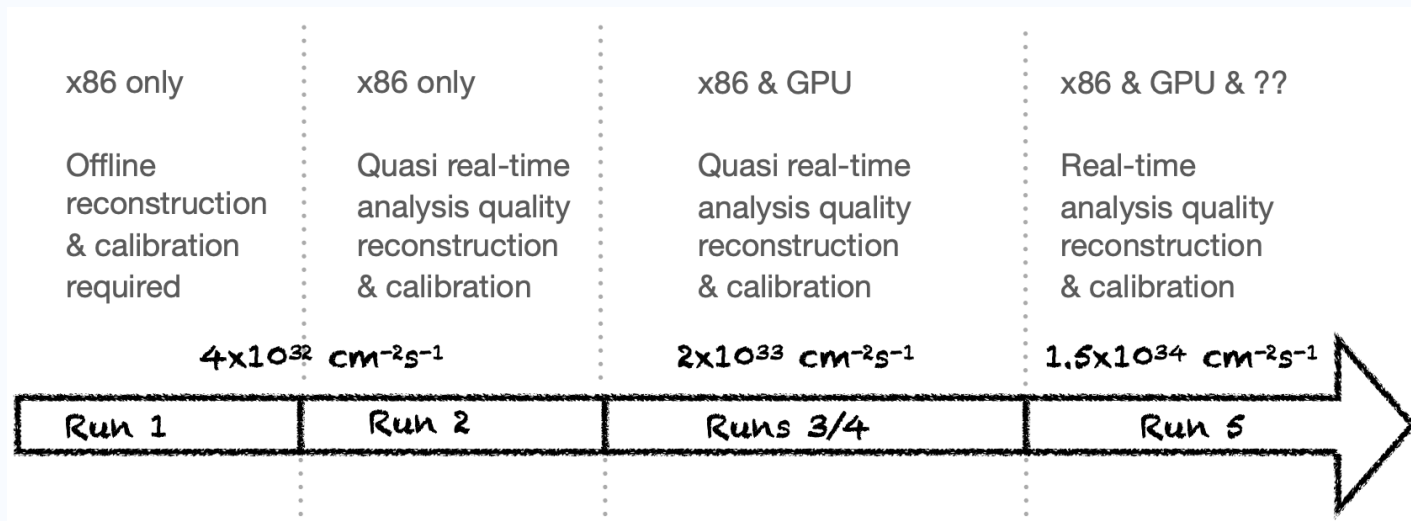 x86 only
Offline
reconstruction
& calibration
required
x86 only
Quasi real-time
analysis quality
reconstruction
& calibration
x86 & GPU
Quasi real-time
analysis quality
reconstruction
& calibration
x86 & GPU & ??
Real-time
analysis quality
reconstruction
& calibration
4x10³² cm⁻²s⁻¹
2x10³³ cm⁻²s⁻¹
1.5x10³⁴ cm⁻²s⁻¹
Run 1
Run 2
Runs 3/4
Run 5